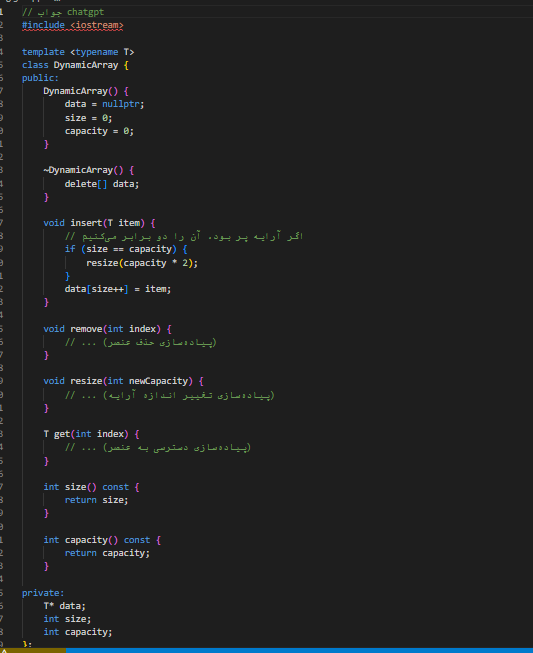 // جواب chatgpt
#include <iostream>
template <typename T>
class DynamicArray {
public:
    DynamicArray() {
        data = nullptr;
        size = 0;
        capacity = 0;
    }
    ~DynamicArray() {
        delete[] data;
    }
    void insert(T item) {
        // اگر آرایه پر بود، آن را دو برابر می‌کنیم
        if (size == capacity) {
            resize(capacity * 2);
        }
        data[size++] = item;
    }
    void remove(int index) {
        // ... (پیاده‌سازی حذف عنصر)
    }
    void resize(int newCapacity) {
        // ... (پیاده‌سازی تغییر اندازه آرایه)
    }
    T get(int index) {
        // ... (پیاده‌سازی دسترسی به عنصر)
    }
    int size() const {
        return size;
    }
    int capacity() const {
        return capacity;
    }
private:
    T* data;
    int size;
    int capacity;
};